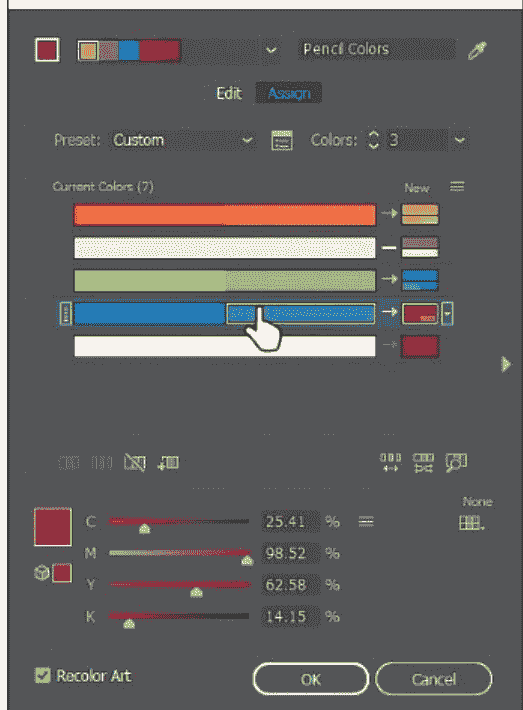 Pencil Colors
Edit Assign
Preset: Custom Colors: 3
Current Colors (7) New
None
C 25.41 %
M 98.52 %
Y 62.58 %
K 14.15 %
Recolor Art OK Cancel